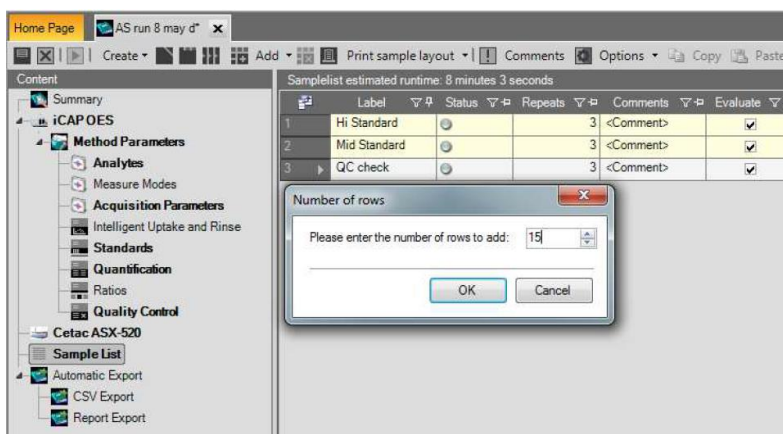 Home Page AS run 8 may d*
Create Add Print sample layout Comments Options Copy Paste
Content
Summary
iCAP OES
Method Parameters
Analytes
Measure Modes
Acquisition Parameters
Intelligent Uptake and Rinse
Standards
Quantification
Ratios
Quality Control
Cetac ASX-520
Sample List
Automatic Export
CSV Export
Report Export
Samplelist estimated runtime: 8 minutes 3 seconds
Label Status Repeats Comments Evaluate
1 Hi Standard 3 <Comment>
2 Mid Standard 3 <Comment>
3 QC check 3 <Comment>
Number of rows
Please enter the number of rows to add: 15
OK Cancel